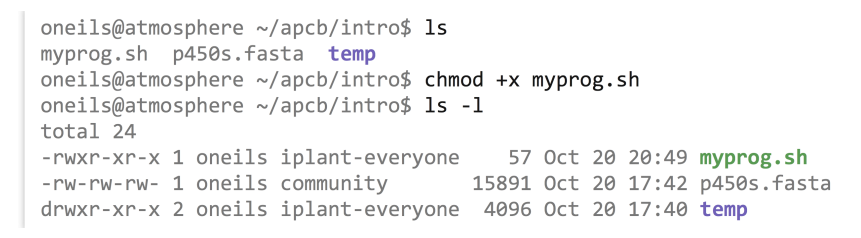 oneils@atmosphere ~/apcb/intro$ ls
myprog.sh  p450s.fasta  temp
oneils@atmosphere ~/apcb/intro$ chmod +x myprog.sh
oneils@atmosphere ~/apcb/intro$ ls -l
total 24
-rwxr-xr-x 1 oneils iplant-everyone    57 Oct 20 20:49 myprog.sh
-rw-rw-rw- 1 oneils community       15891 Oct 20 17:42 p450s.fasta
drwxr-xr-x 2 oneils iplant-everyone  4096 Oct 20 17:40 temp